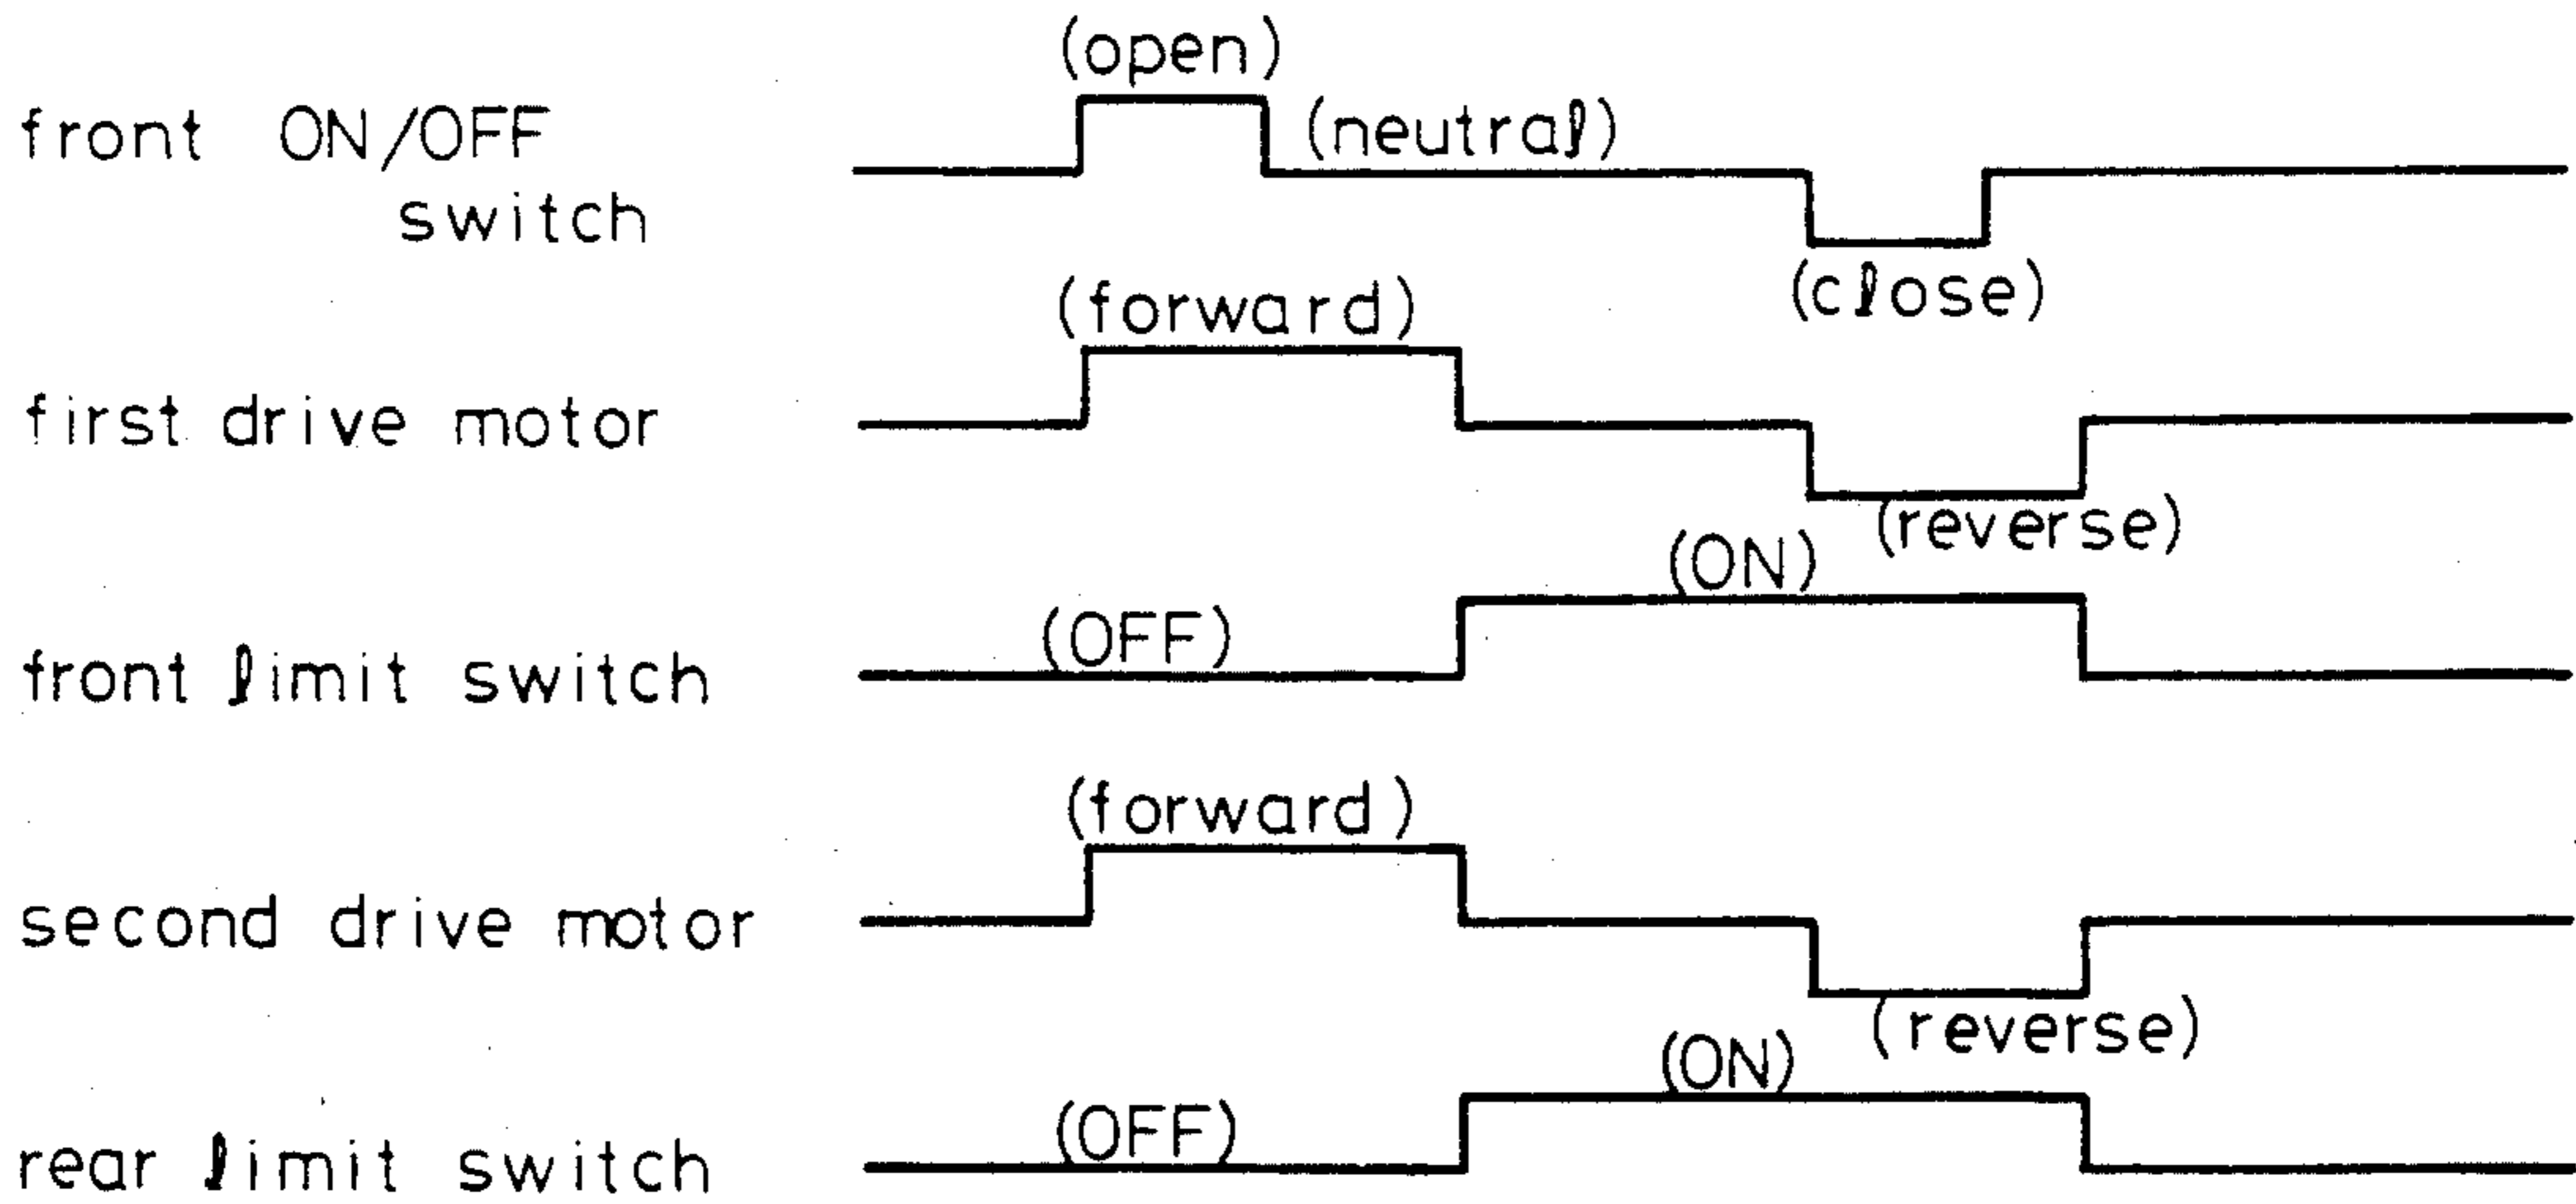 (open)
front ON/OFF (neutral)
switch
(close)
(forward)
first drive motor
(reverse)
(ON)
(OFF)
front limit switch
(forward)
second drive motor
(reverse)
(ON)
(OFF)
rear limit switch